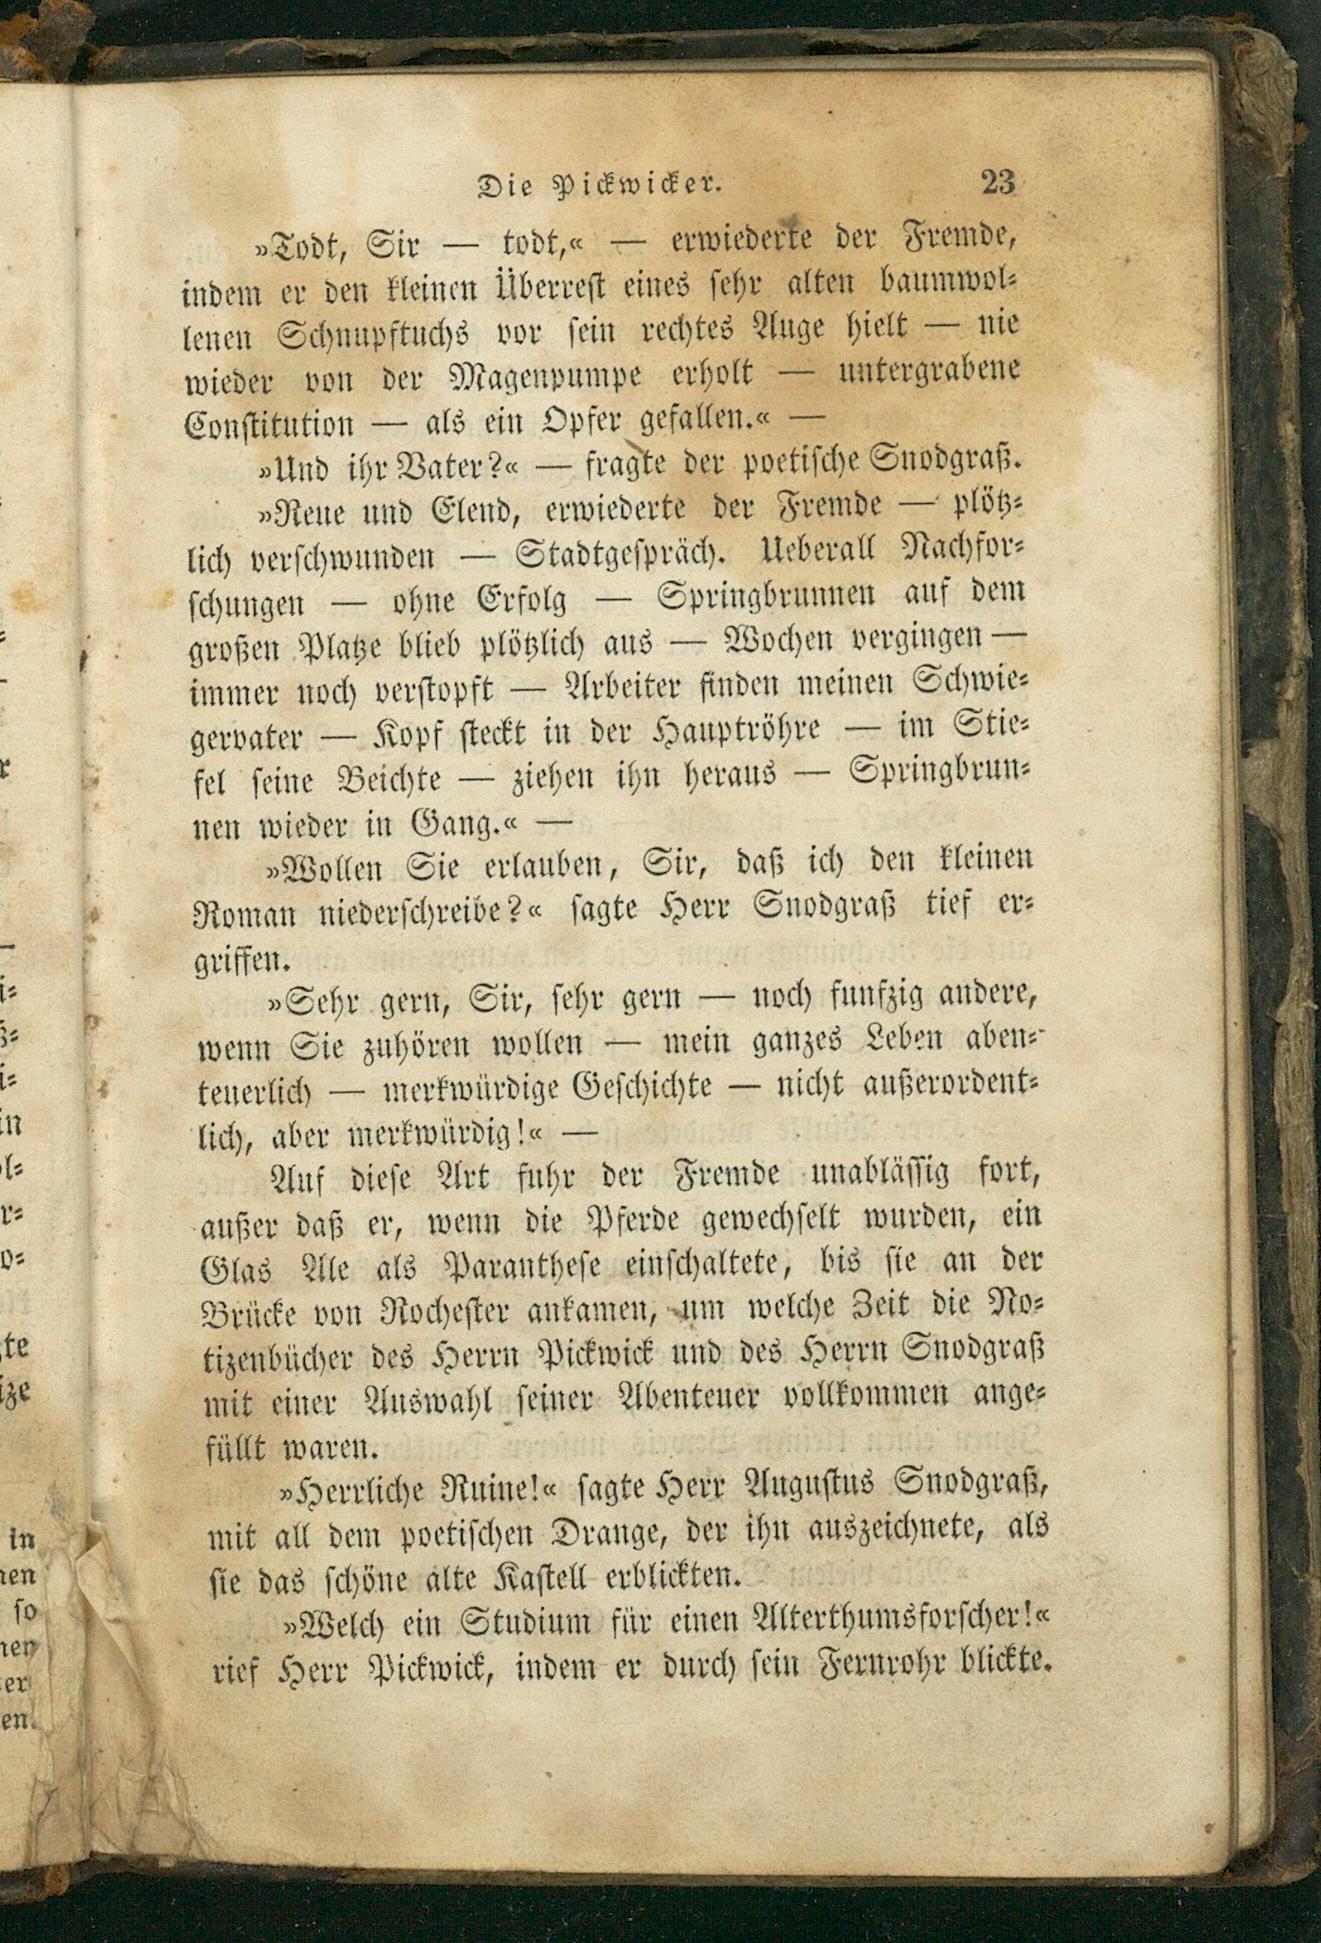 Die Pickwicker. 23
»Todt, Sir — todt,« — erwiederte der Fremde,
indem er den kleinen Überrest eines sehr alten baumwol-
lenen Schnupftuchs vor sein rechtes Auge hielt — nie
wieder von der Magenpumpe erholt — untergrabene
Constitution — als ein Opfer gefallen.« —
»Und ihr Vater?« — fragte der poetische Snodgraß.
»Reue und Elend, erwiederte der Fremde — plötz-
lich verschwunden — Stadtgespräch. Ueberall Nachfor-
schungen — ohne Erfolg — Springbrunnen auf dem
großen Platze blieb plötzlich aus — Wochen vergingen —
immer noch verstopft — Arbeiter finden meinen Schwie-
gervater — Kopf steckt in der Hauptröhre — im Stie-
fel seine Beichte — ziehen ihn heraus — Springbrun-
nen wieder in Gang.« —
»Wollen Sie erlauben, Sir, daß ich den kleinen
Roman niederschreibe?« sagte Herr Snodgraß tief er-
griffen.
»Sehr gern, Sir, sehr gern — noch funfzig andere,
wenn Sie zuhören wollen — mein ganzes Leben aben-
teuerlich — merkwürdige Geschichte — nicht außerordent-
lich, aber merkwürdig!« —
Auf diese Art fuhr der Fremde unablässig fort,
außer daß er, wenn die Pferde gewechselt wurden, ein
Glas Ale als Paranthese einschaltete, bis sie an der
Brücke von Rochester ankamen, um welche Zeit die No-
tizenbücher des Herrn Pickwick und des Herrn Snodgraß
mit einer Auswahl seiner Abenteuer vollkommen ange-
füllt waren.
»Herrliche Ruine!« sagte Herr Augustus Snodgraß,
mit all dem poetischen Drange, der ihn auszeichnete, als
sie das schöne alte Kastell erblickten.
»Welch ein Studium für einen Alterthumsforscher!«
rief Herr Pickwick, indem er durch sein Fernrohr blickte.